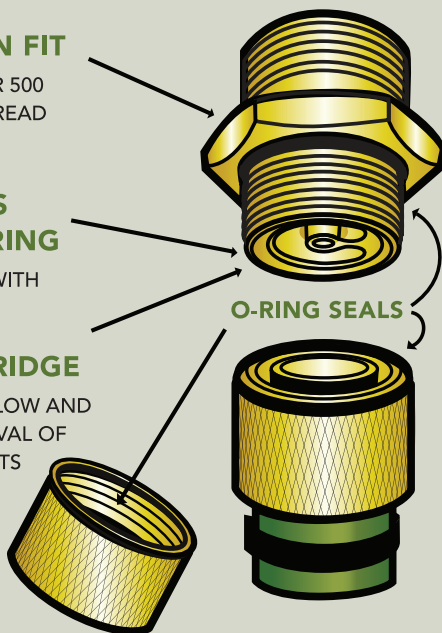 N FIT
R 500
READ
S
RING
WITH
O-RING SEALS
RIDGE
LOW AND
VAL OF
TS